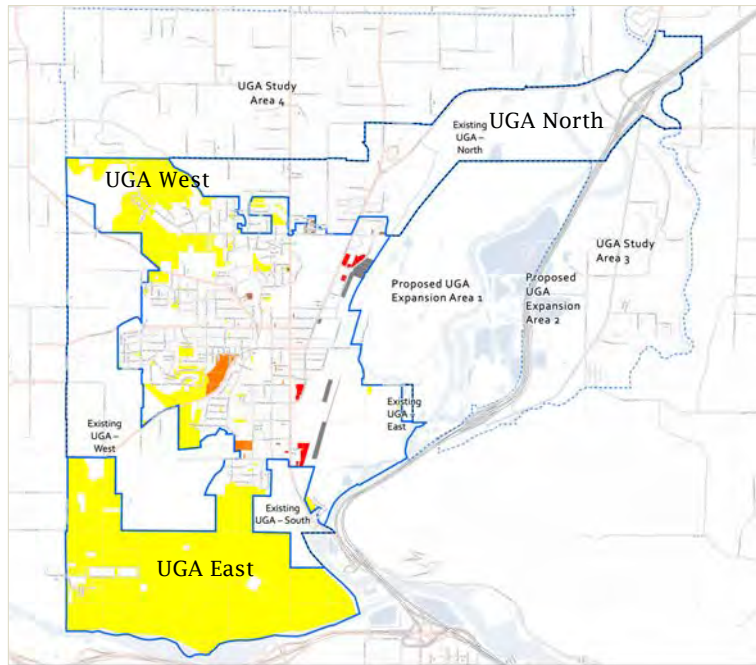 UGA Study
Area 4
Existing
UGA –
North
UGA North
UGA West
UGA Study
Area 3
Proposed UGA
Expansion Area 1
Proposed
UGA
Expansion
Area 2
Existing
UGA –
East
Existing
UGA –
West
Existing
UGA – South
UGA East